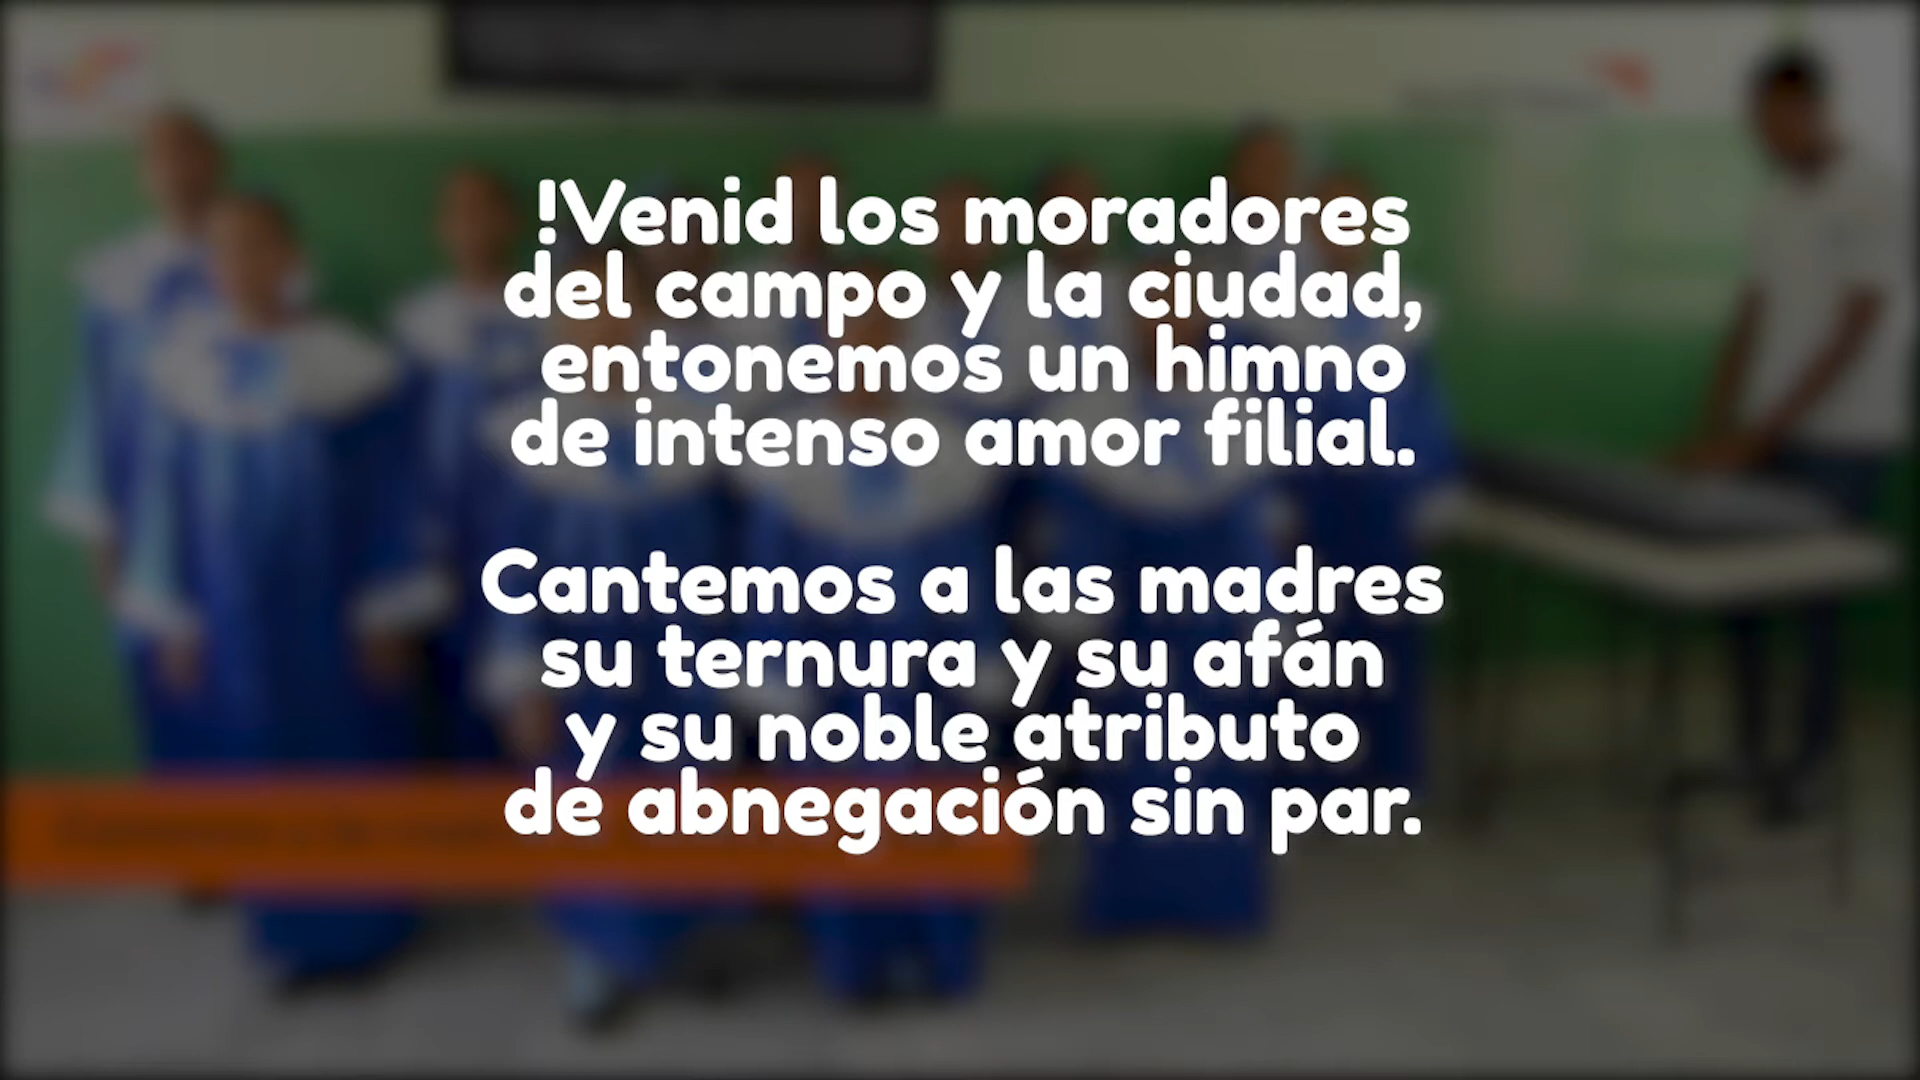 !Venid los moradores
del campo y la ciudad,
entonemos un himno
de intenso amor filial.
Cantemos a las madres
su ternura y su afán
y su noble atributo
de abnegación sin par.